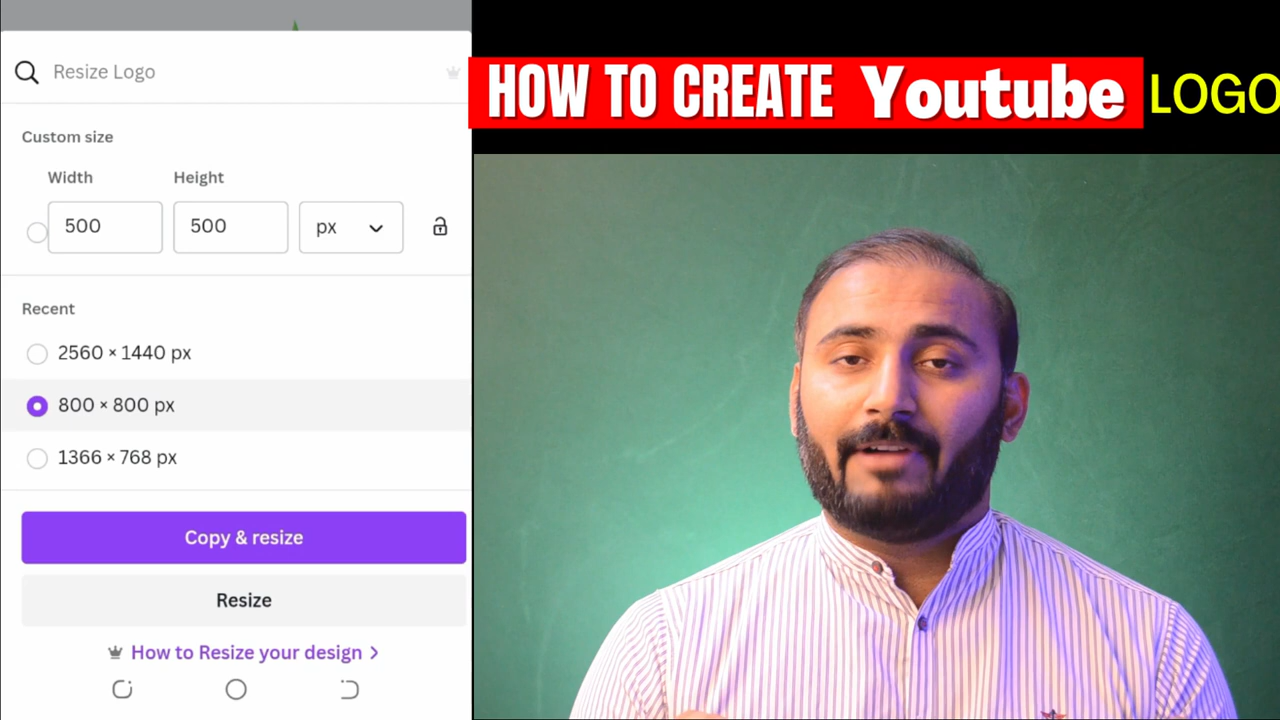 Resize Logo
Custom size
Width Height
500 500 px
Recent
2560 × 1440 px
800 × 800 px
1366 × 768 px
Copy & resize
Resize
How to Resize your design
HOW TO CREATE Youtube LOGO